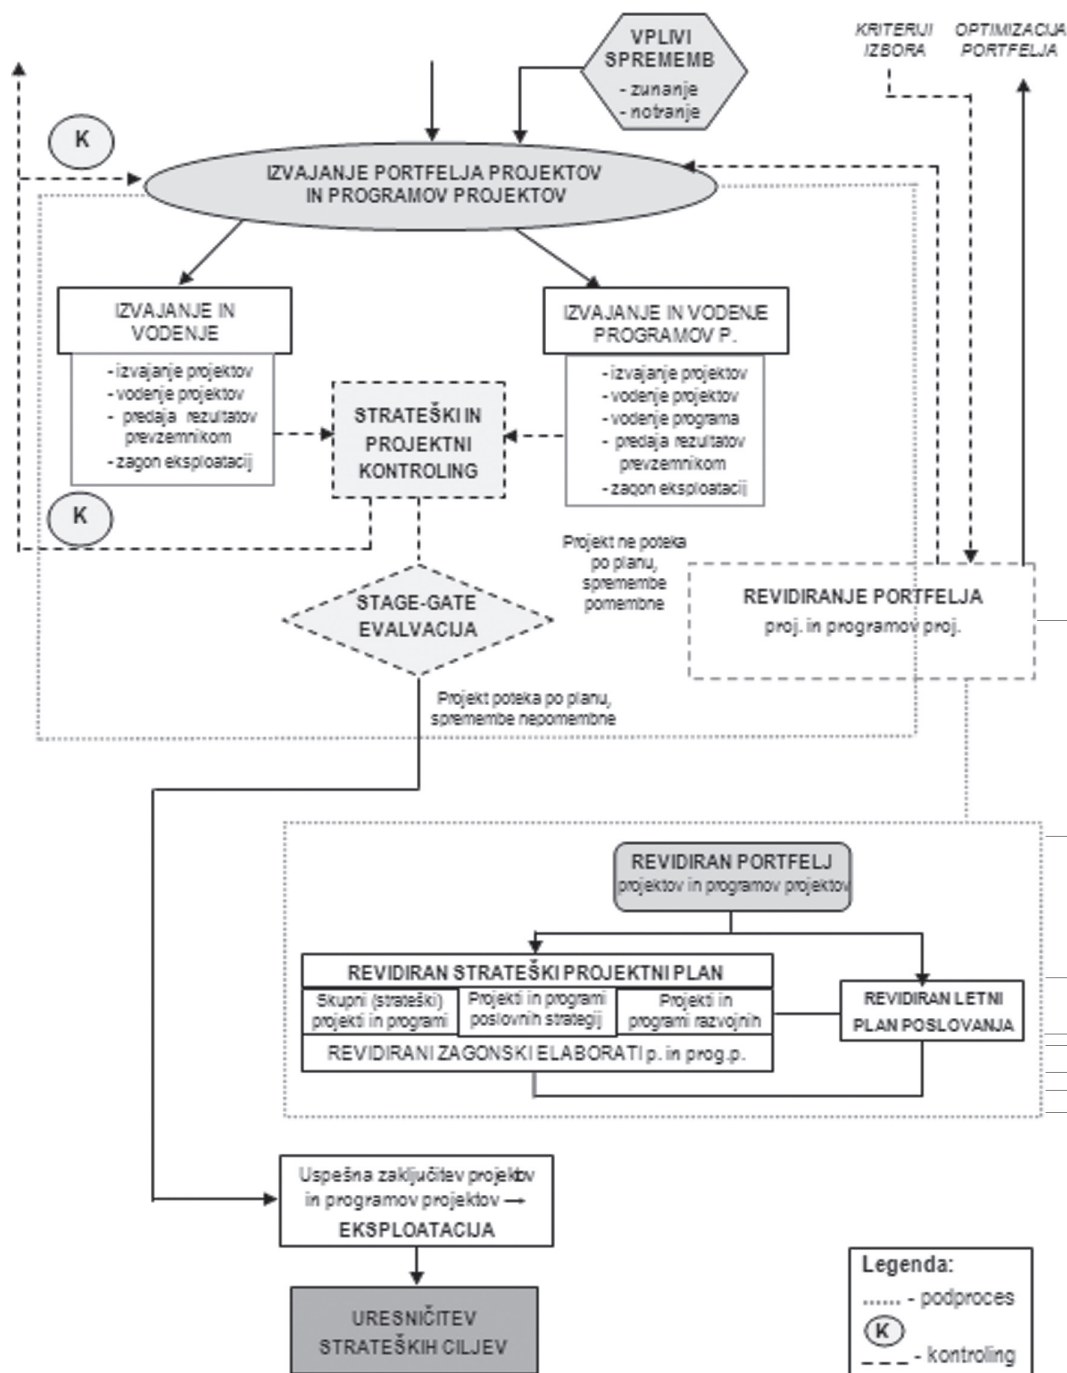 VPLIVI
SPREMEMB
- zunanje
- notranje
KRITERIJI
IZBORA
OPTIMIZACIJA
PORTFELJA
K
IZVAJANJE PORTFELJA PROJEKTOV
IN PROGRAMOV PROJEKTOV
IZVAJANJE IN
VODENJE
- izvajanje projektov
- vodenje projektov
- predaja rezultatov
prevzemnikom
- zagon eksploatacij
IZVAJANJE IN VODENJE
PROGRAMOV P.
- izvajanje projektov
- vodenje projektov
- vodenje programa
- predaja rezultatov
prevzemnikom
- zagon eksploatacij
STRATEŠKI IN
PROJEKTNI
KONTROLING
K
Projekt ne poteka
po planu,
spremembe
pomembne
STAGE-GATE
EVALVACIJA
REVIDIRANJE PORTFELJA
proj. in programov proj.
Projekt poteka po planu,
spremembe nepomembne
REVIDIRAN PORTFELJ
projektov in programov projektov
REVIDIRAN STRATEŠKI PROJEKTNI PLAN
Skupni (strateški)
projekti in programi
Projekti in programi
poslovnih strategij
Projekti in
programi razvojnih
REVIDIRANI ZAGONSKI ELABORATI p. in prog.p.
REVIDIRAN LETNI
PLAN POSLOVANJA
Uspešna zaključitev projektov
in programov projektov →
EKSPLOATACIJA
URESNIČITEV
STRATEŠKIH CILJEV
Legenda:
...... - podproces
K
_ _ _ _ - kontroling